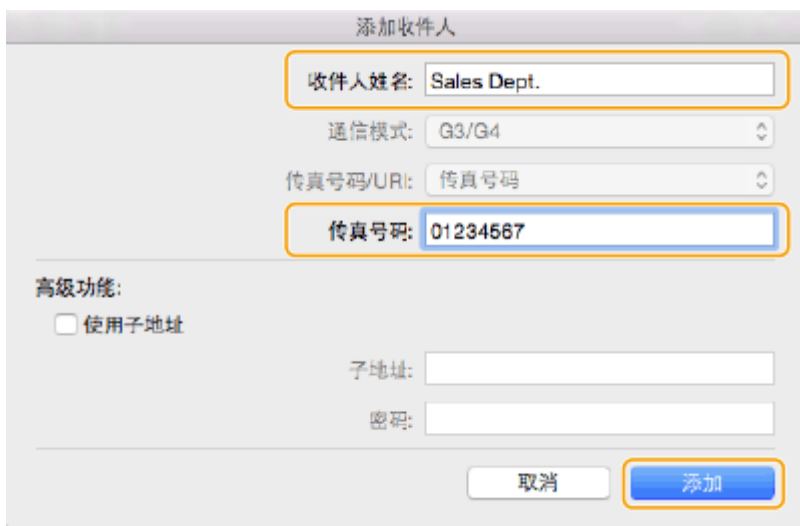 添加收件人
收件人姓名: Sales Dept.
通信模式: G3/G4
传真号码/URI: 传真号码
传真号码: 01234567
高级功能:
使用子地址
子地址:
密码:
取消 添加